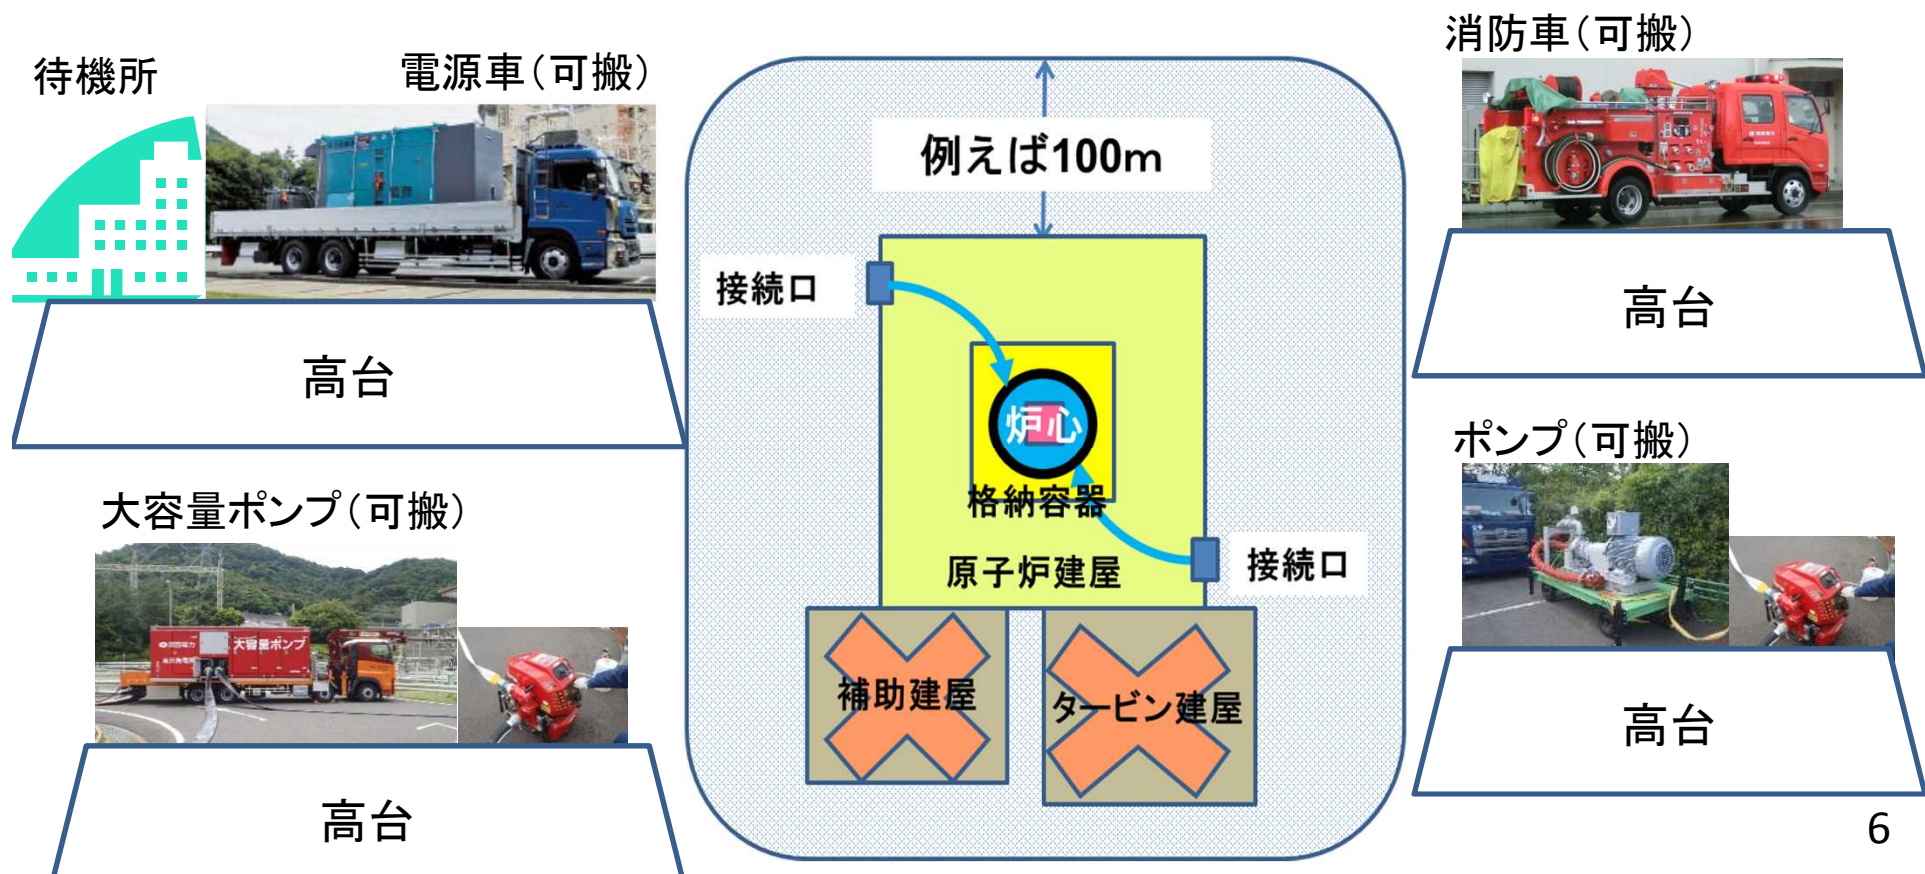 待機所
電源車(可搬)
高台
大容量ポンプ(可搬)
大容量ポンプ
高台
例えば100m
接続口
炉心
格納容器
原子炉建屋
接続口
補助建屋
タービン建屋
消防車(可搬)
高台
ポンプ(可搬)
高台
6